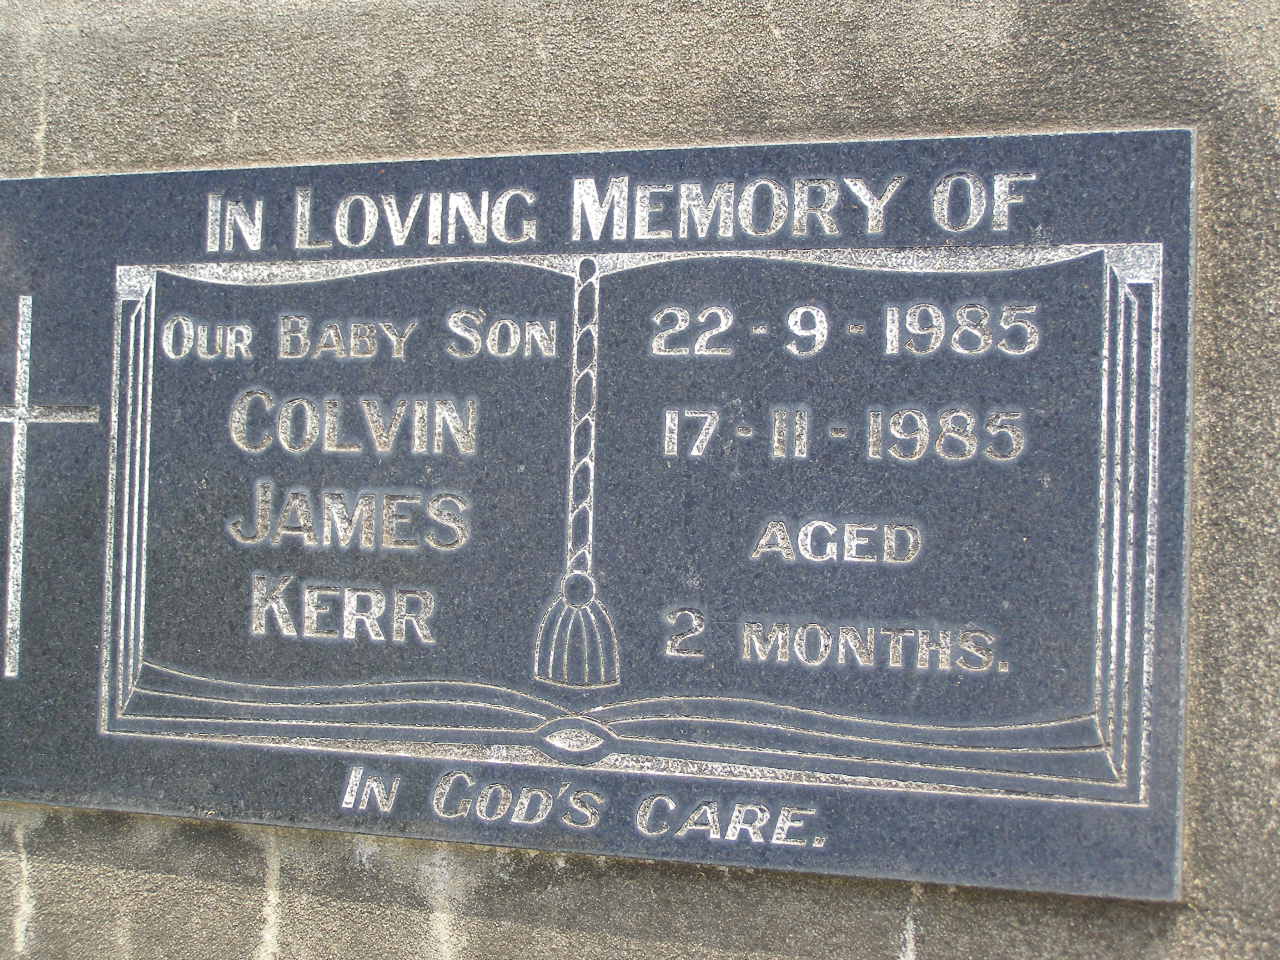 IN LOVING MEMORY OF
OUR BABY SON
COLVIN
JAMES
KERR
22-9-1985
17-11-1985
AGED
2 MONTHS.
IN GOD'S CARE.